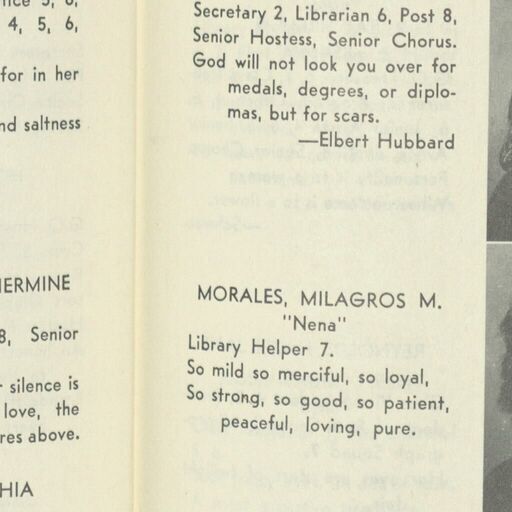 4, 5, 6,
for in her
nd saltness
IERMINE
8, Senior
silence is
love, the
res above.
HIA
Secretary 2, Librarian 6, Post 8,
Senior Hostess, Senior Chorus.
God will not look you over for
medals, degrees, or diplo-
mas, but for scars.
—Elbert Hubbard
MORALES, MILAGROS M.
"Nena"
Library Helper 7.
So mild so merciful, so loyal,
So strong, so good, so patient,
peaceful, loving, pure.